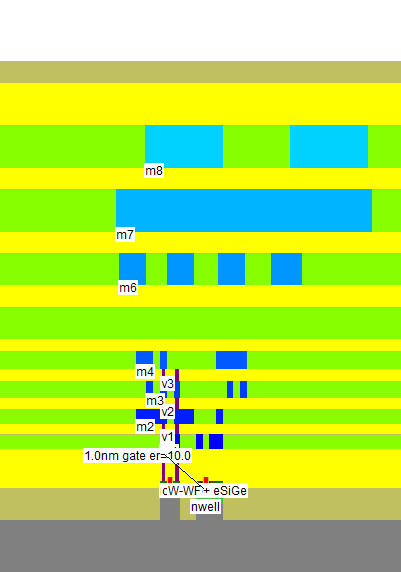 m8
m7
m6
m4
v3
m3
v2
m2
v1
1.0nm gate er=10.0
cW-WF+ eSiGe
nwell